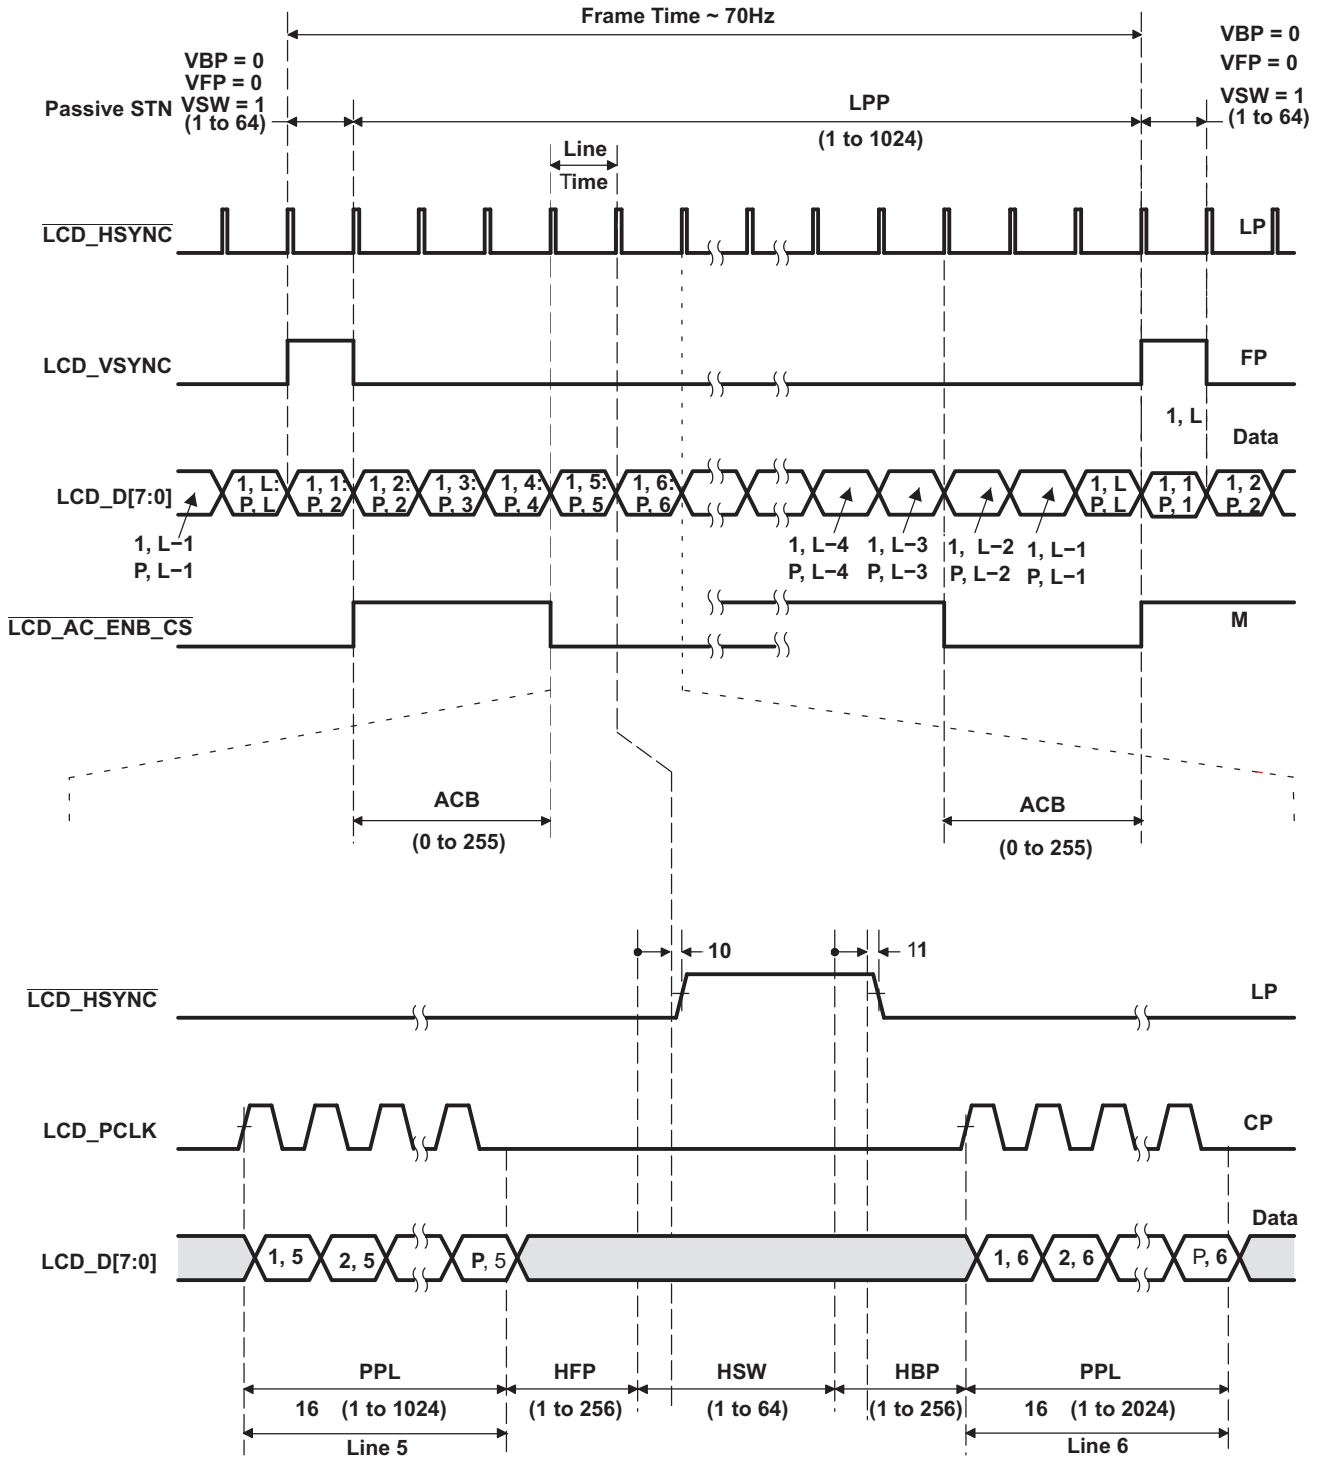 Frame Time ~ 70Hz
VBP = 0
VFP = 0
VSW = 1
(1 to 64)
VBP = 0
VFP = 0
VSW = 1
(1 to 64)
Passive STN
LPP
(1 to 1024)
Line
Time
LCD_HSYNC
LP
LCD_VSYNC
FP
1, L
Data
LCD_D[7:0]
1, L: P, L
1, 1: P, 2
1, 2: P, 2
1, 3: P, 3
1, 4: P, 4
1, 5: P, 5
1, 6: P, 6
1, L P, L
1, 1 P, 1
1, 2 P, 2
1, L−1
P, L−1
1, L−4
P, L−4
1, L−3
P, L−3
1, L−2
P, L−2
1, L−1
P, L−1
LCD_AC_ENB_CS
M
ACB
(0 to 255)
ACB
(0 to 255)
10
11
LCD_HSYNC
LP
LCD_PCLK
CP
Data
LCD_D[7:0]
1, 5
2, 5
P, 5
1, 6
2, 6
P, 6
PPL
HFP
HSW
HBP
PPL
16 (1 to 1024)
(1 to 256)
(1 to 64)
(1 to 256)
16 (1 to 2024)
Line 5
Line 6